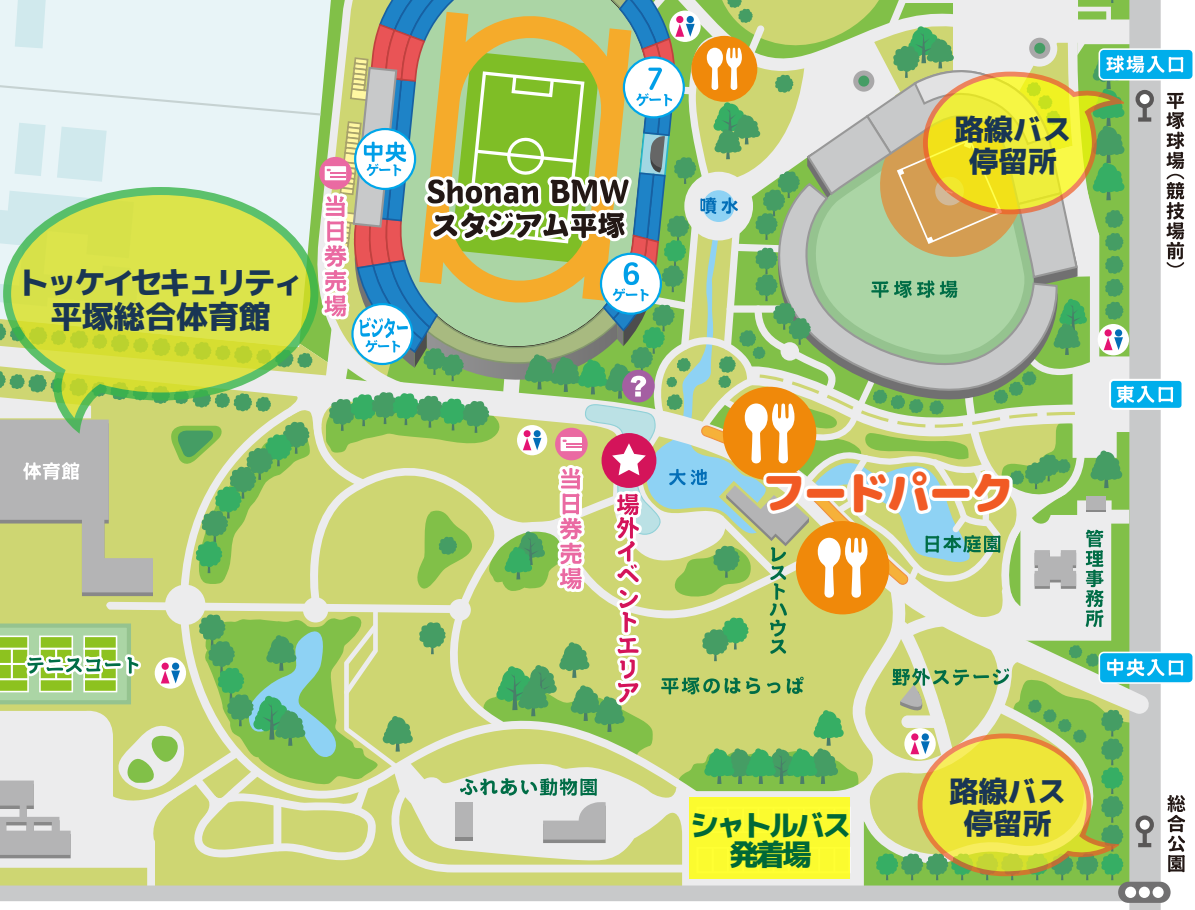 球場入口
平塚球場(競技場前)
路線バス
停留所
7
ゲート
中央
ゲート
Shonan BMW
スタジアム平塚
当日券売場
噴水
6
ゲート
平塚球場
トッケイセキュリティ
平塚総合体育館
ビジター
ゲート
?
東入口
体育館
当日券売場
場外イベントエリア
大池
フードパーク
レストハウス
日本庭園
管理事務所
テニスコート
平塚のはらっぱ
野外ステージ
中央入口
ふれあい動物園
シャトルバス
発着場
路線バス
停留所
総合公園